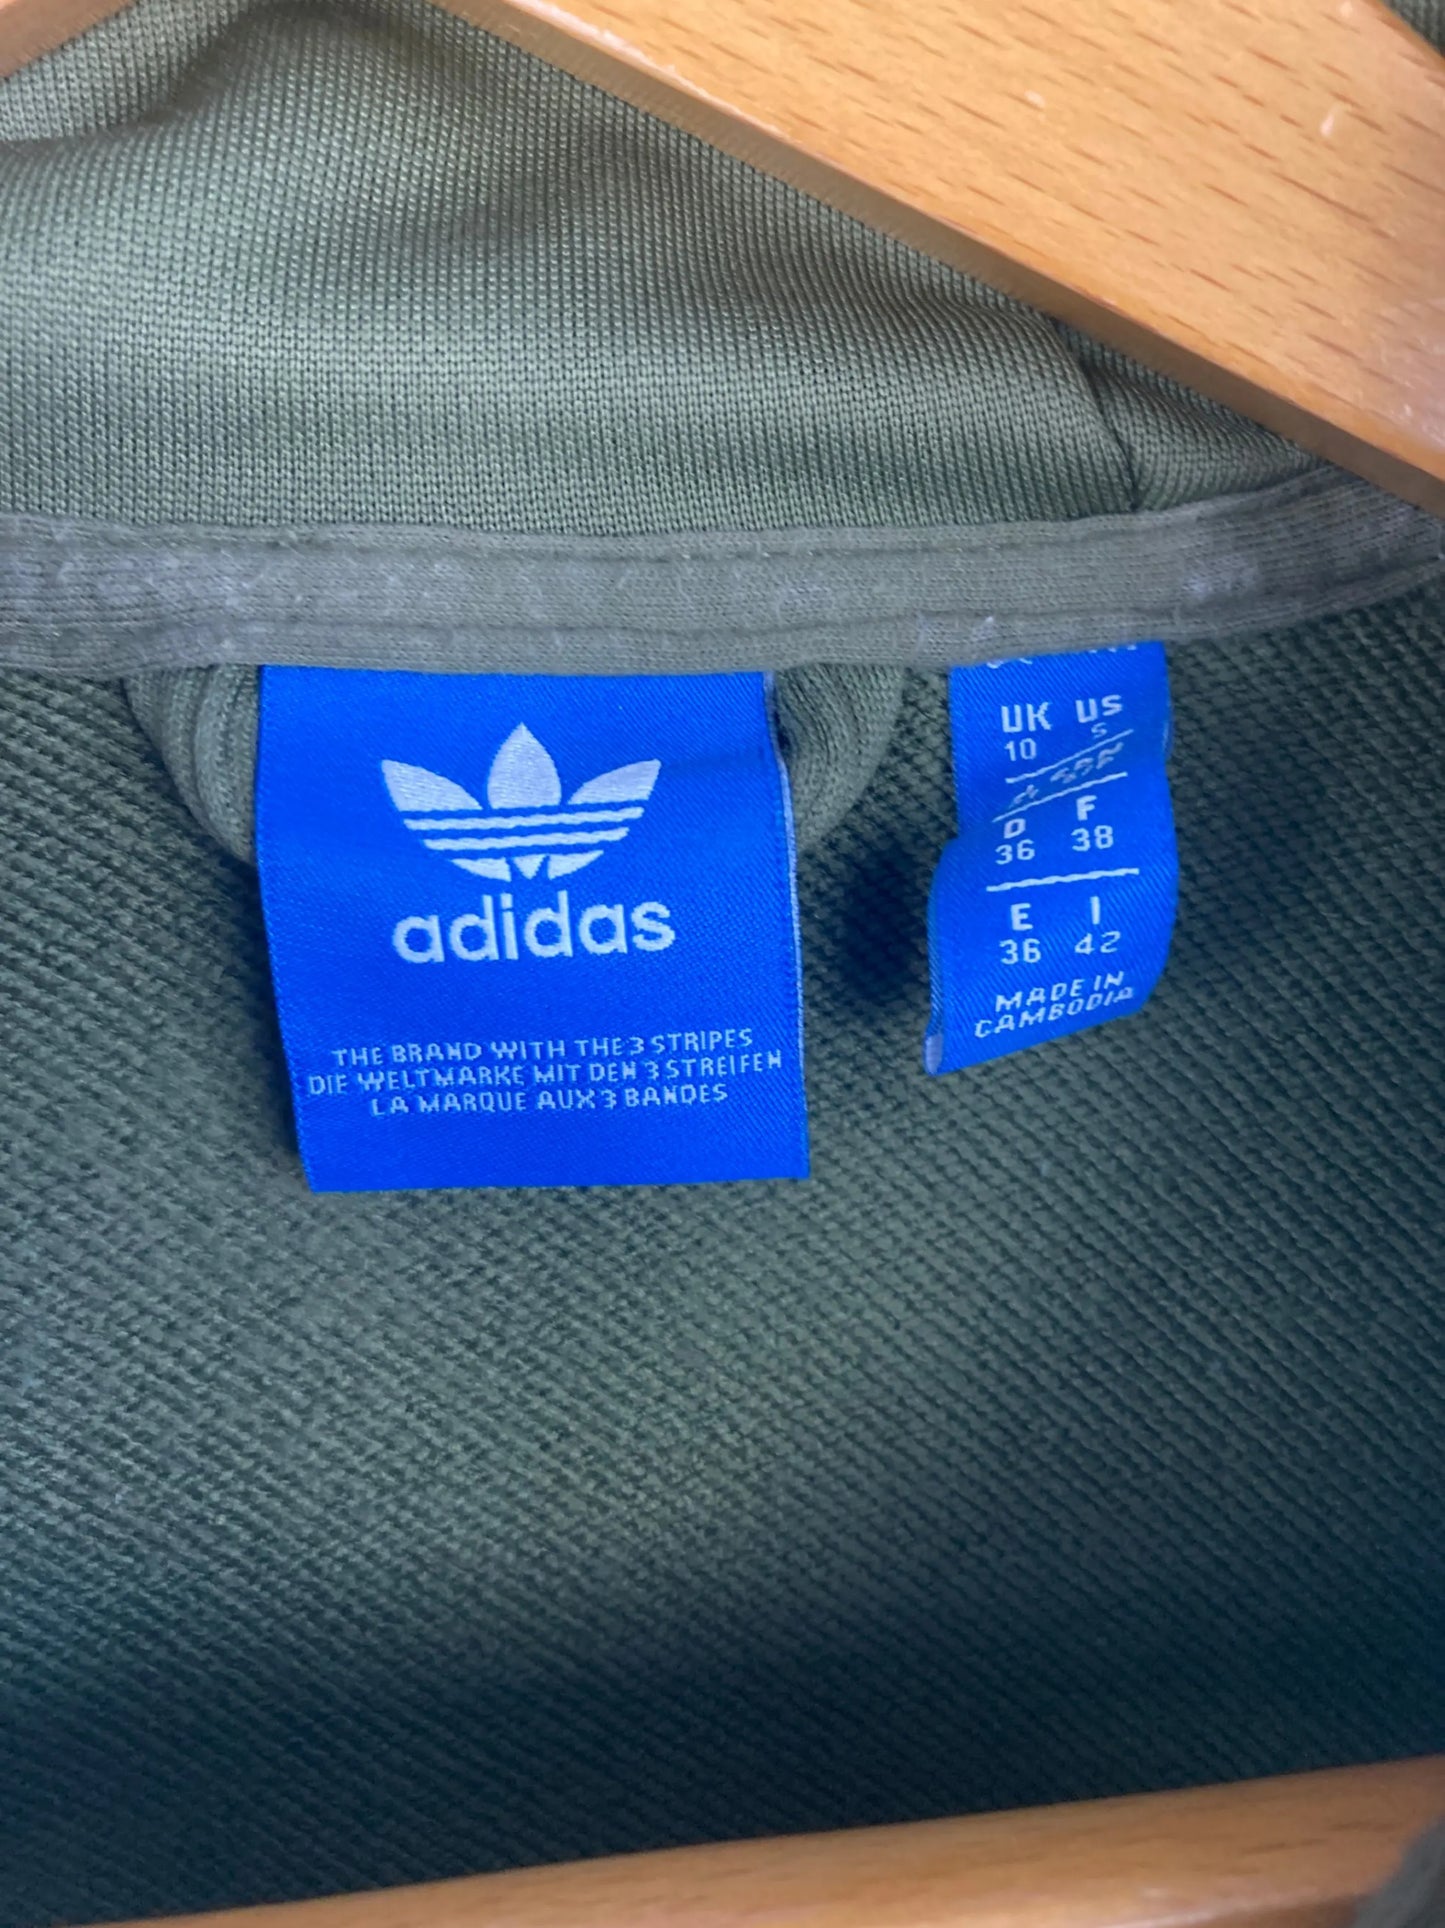 adidas
THE BRAND WITH THE 3 STRIPES
DIE WELTMARKE MIT DEN 3 STREIFEN
LA MARQUE AUX 3 BANDES
UK US
10 S
D F
36 38
E I
36 42
MADE IN
CAMBODIA